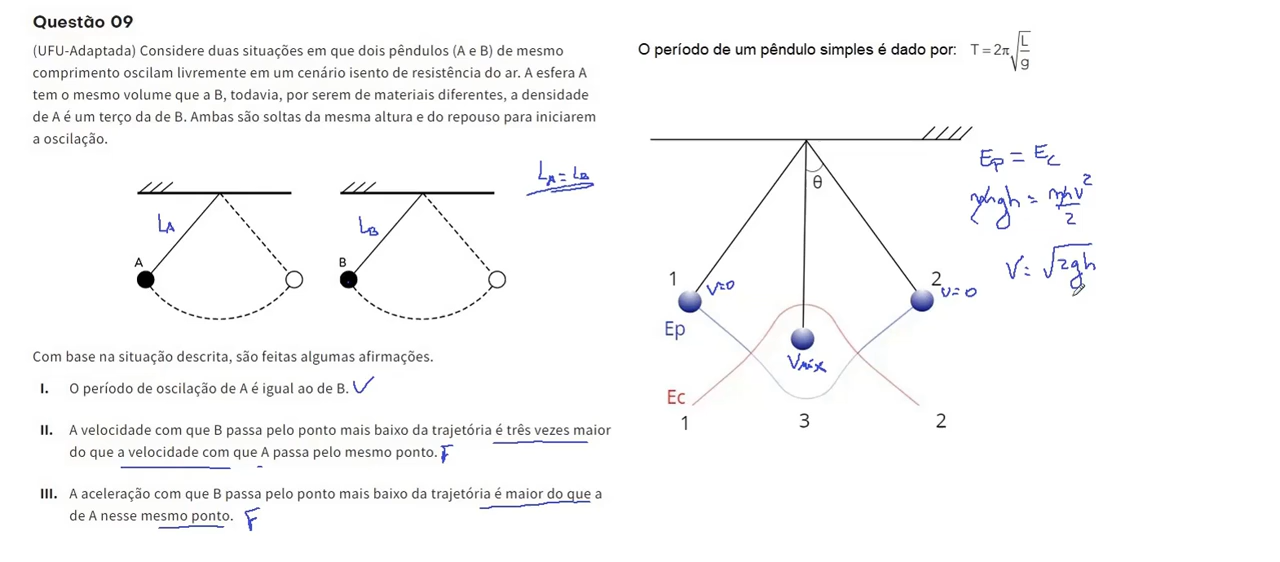 Questão 09
(UFU-Adaptada) Considere duas situações em que dois pêndulos (A e B) de mesmo
comprimento oscilam livremente em um cenário isento de resistência do ar. A esfera A
tem o mesmo volume que a B, todavia, por serem de materiais diferentes, a densidade
de A é um terço da de B. Ambas são soltas da mesma altura e do repouso para iniciarem
a oscilação.
LA = LB
LA
LB
A
B
Com base na situação descrita, são feitas algumas afirmações.
I. O período de oscilação de A é igual ao de B. V
II. A velocidade com que B passa pelo ponto mais baixo da trajetória é três vezes maior
do que a velocidade com que A passa pelo mesmo ponto. F
III. A aceleração com que B passa pelo ponto mais baixo da trajetória é maior do que a
de A nesse mesmo ponto. F
O período de um pêndulo simples é dado por: T = 2π√(L/g)
θ
EP = EC
mgh = mv²/2
V = √2gh
1
V=0
2
V=0
Ep
Vmáx
Ec
1
3
2